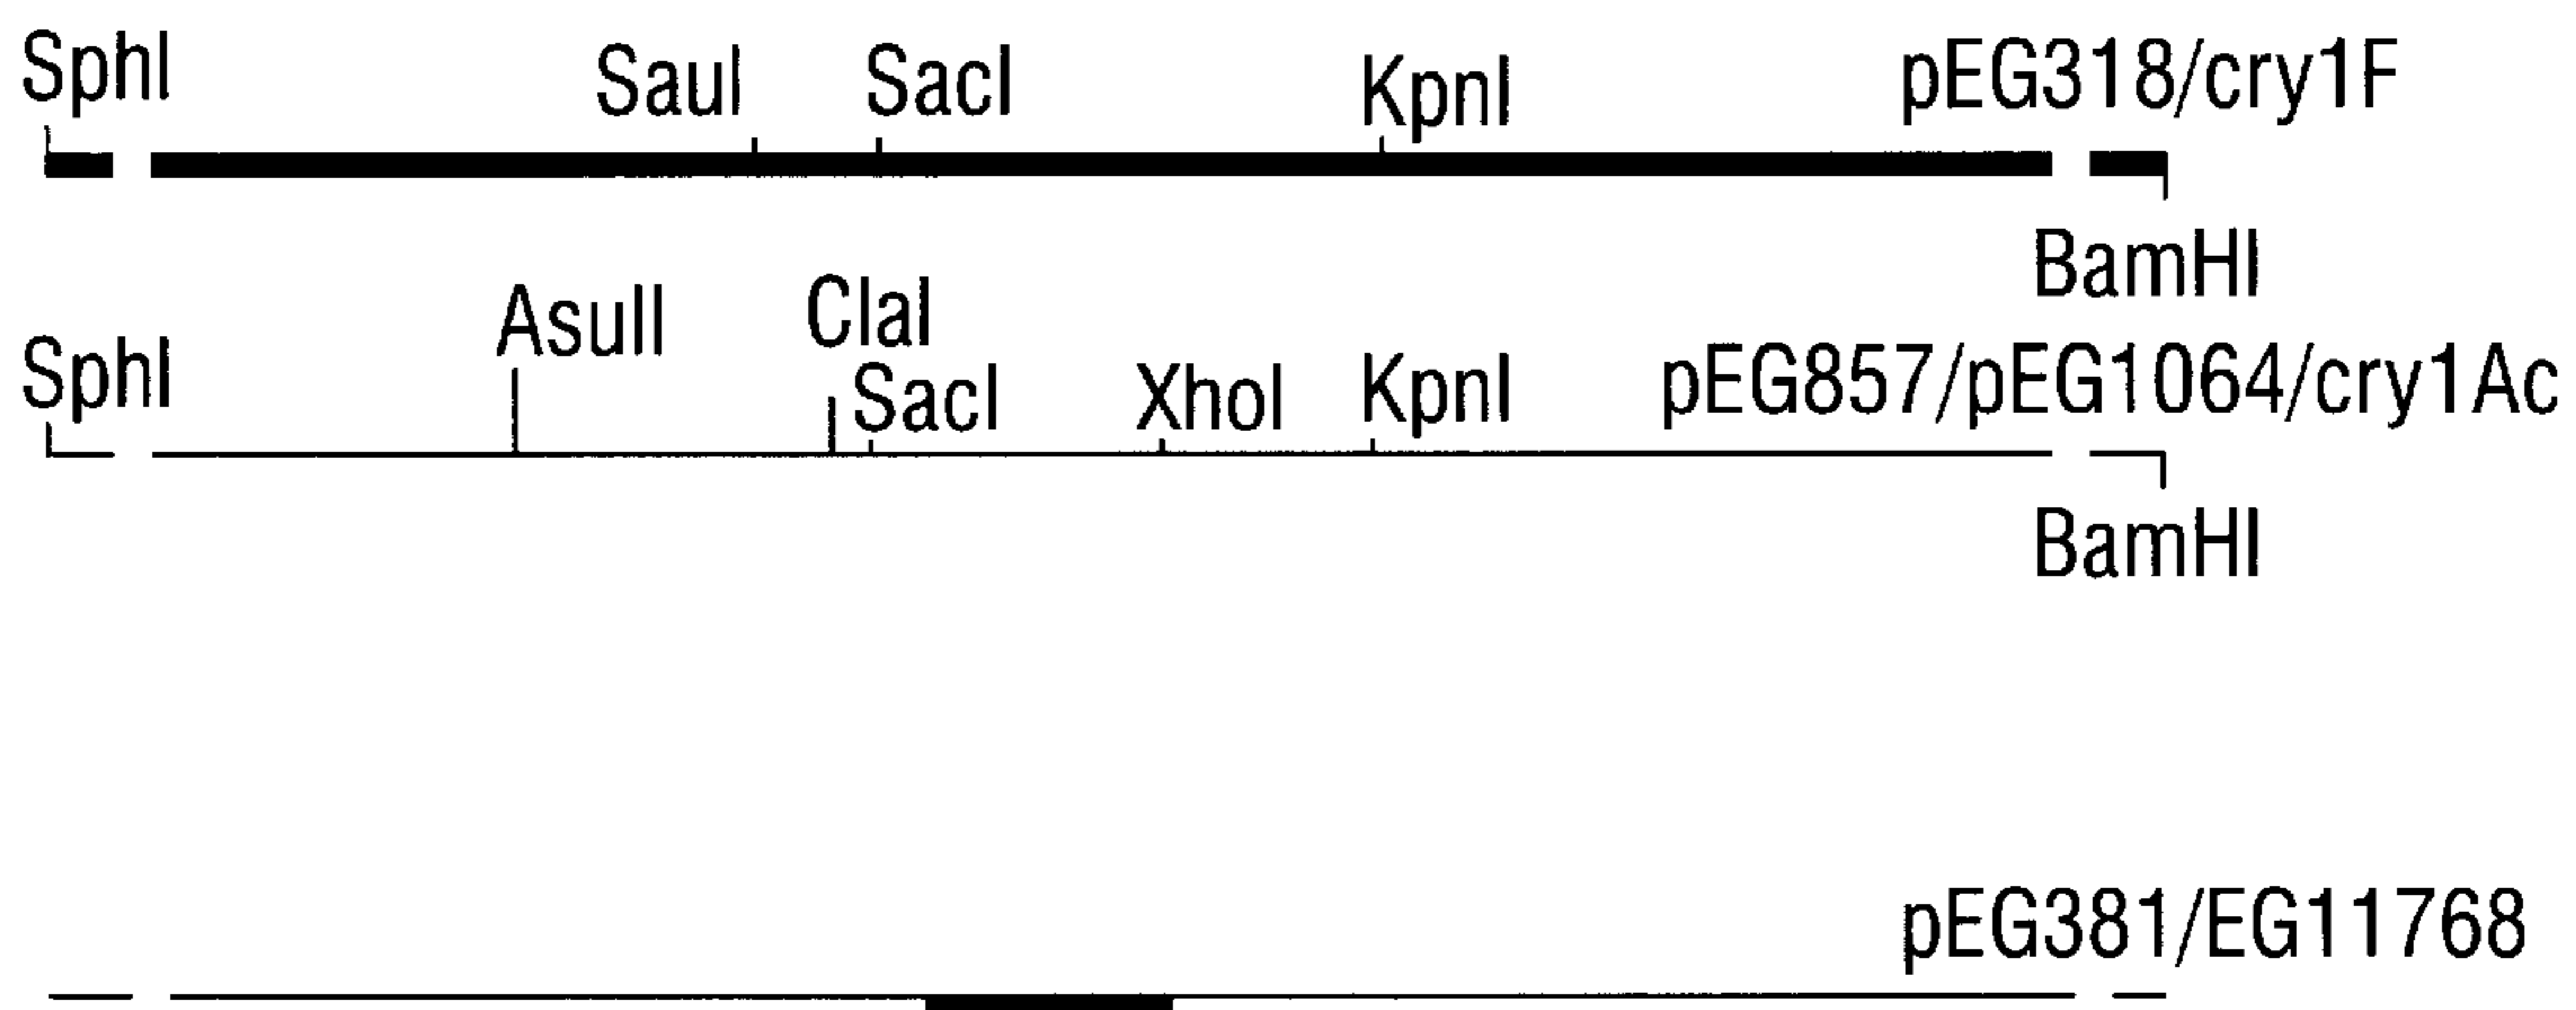 SphI SauI SacI KpnI pEG318/cry1F
BamHI
SphI AsuII ClaI SacI XhoI KpnI pEG857/pEG1064/cry1Ac
BamHI
pEG381/EG11768